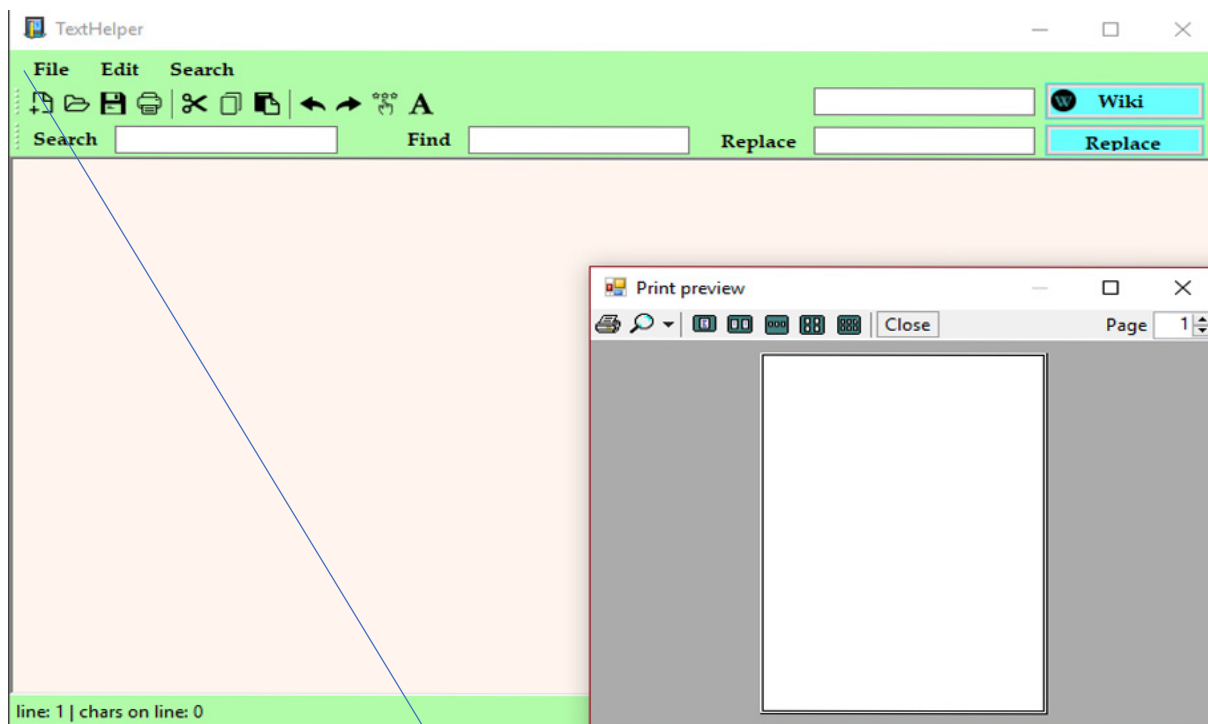 TextHelper
File Edit Search
A Wiki
Search Find Replace Replace
Print preview
Close Page 1
line: 1 | chars on line: 0